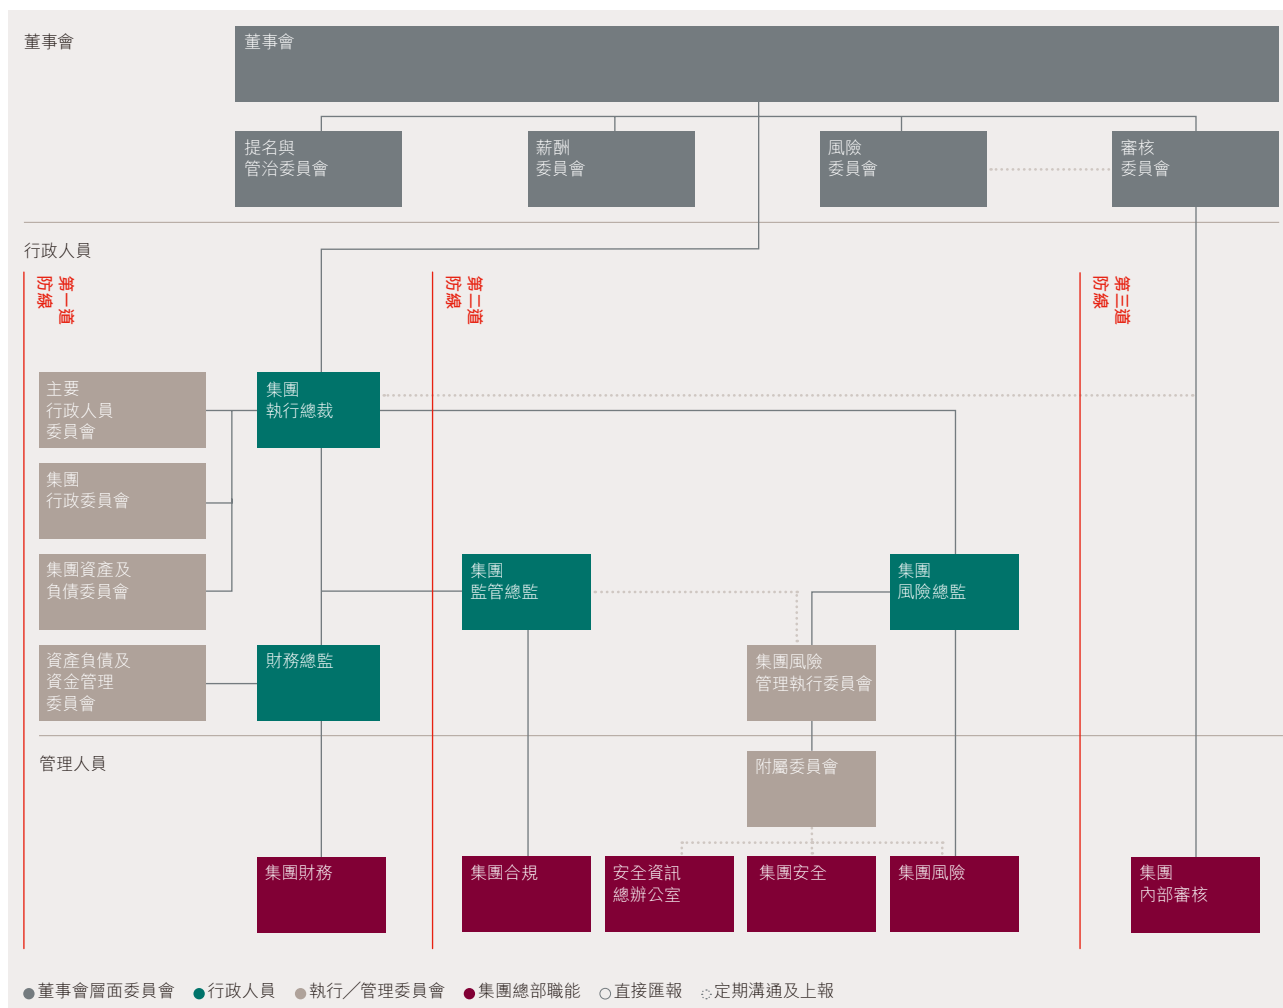 董事會
董事會
提名與
管治委員會
薪酬
委員會
風險
委員會
審核
委員會
行政人員
第一道
防線
第二道
防線
第三道
防線
主要
行政人員
委員會
集團
執行總裁
集團
行政委員會
集團資產及
負債委員會
集團
監管總監
集團
風險總監
資產負債及
資金管理
委員會
財務總監
集團風險
管理執行委員會
管理人員
附屬委員會
集團財務
集團合規
安全資訊
總辦公室
集團安全
集團風險
集團
內部審核
董事會層面委員會
行政人員
執行／管理委員會
集團總部職能
直接匯報
定期溝通及上報